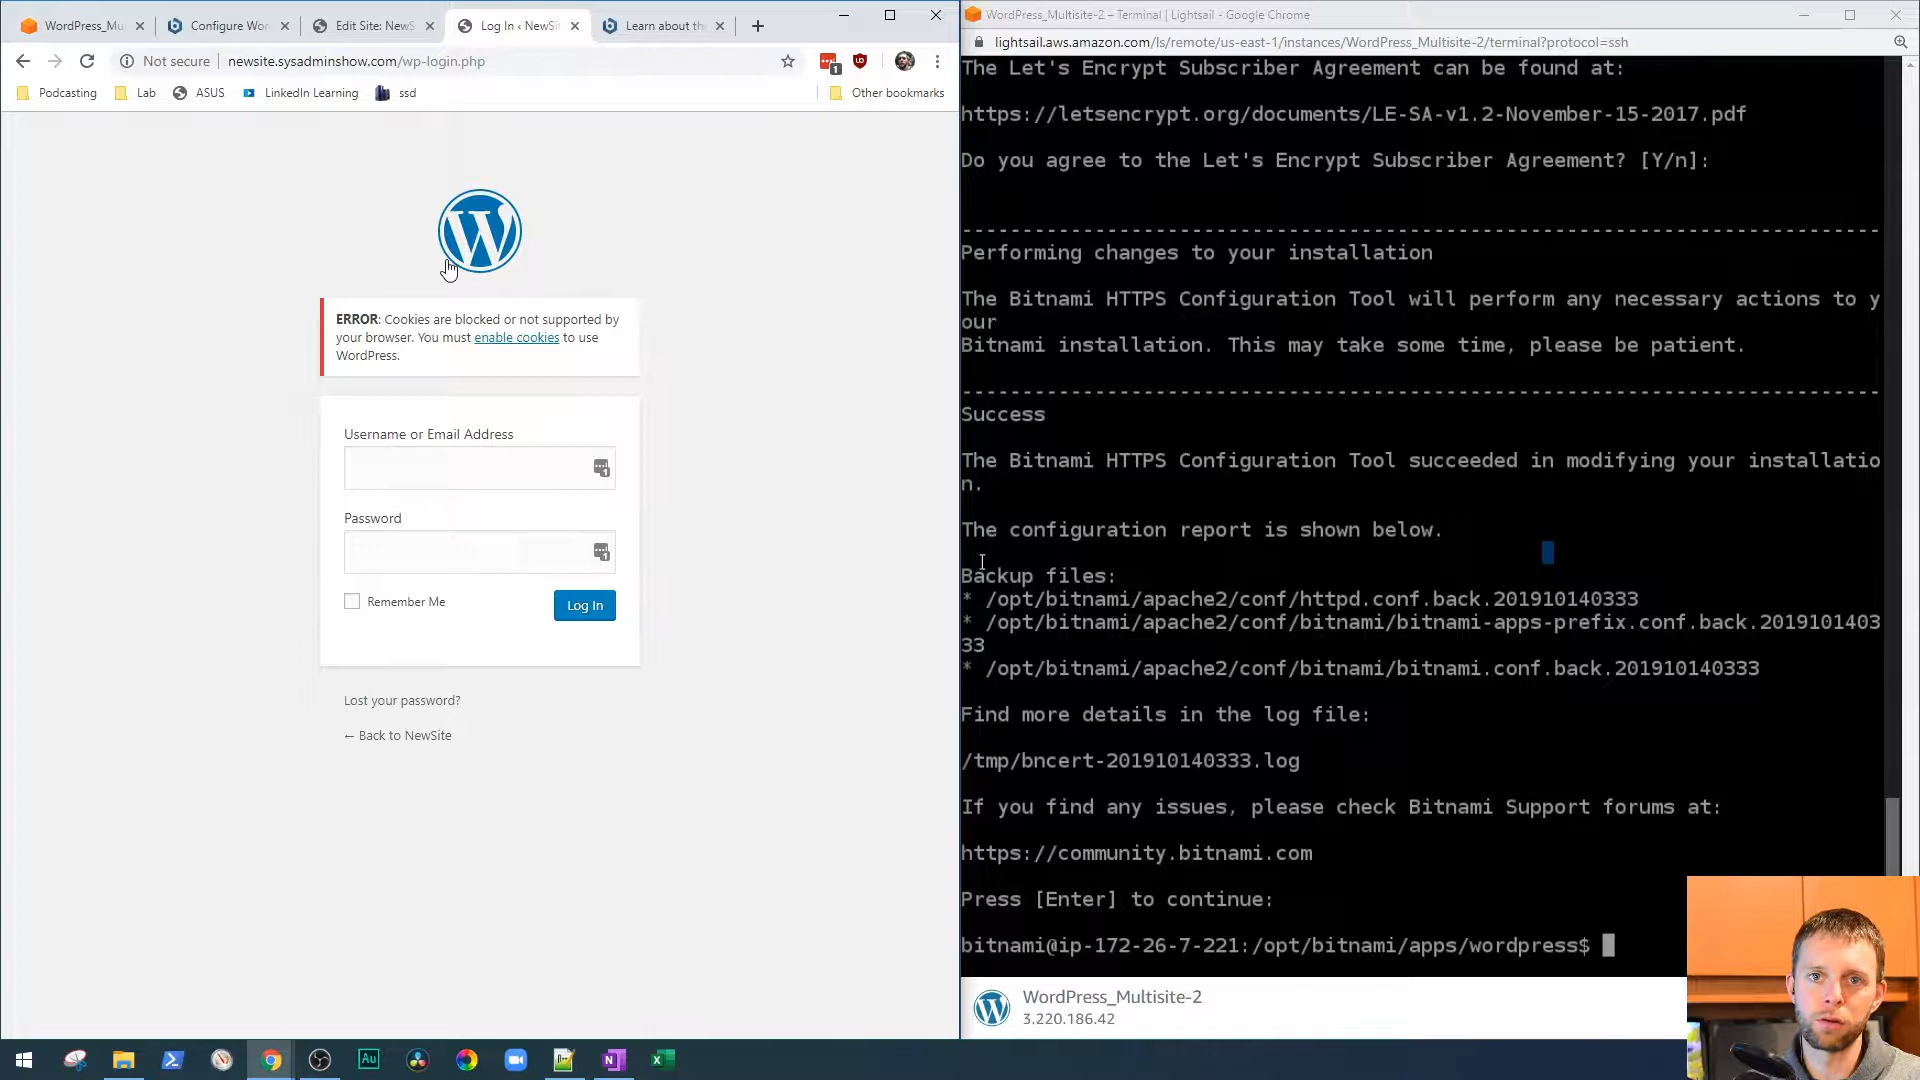 WordPress_Mu
Configure Wor
Edit Site: NewS
Log In ‹ NewSi
Learn about th
Not secure
newsite.sysadminshow.com/wp-login.php
1
Podcasting
Lab
ASUS
LinkedIn Learning
ssd
Other bookmarks
ERROR: Cookies are blocked or not supported by
your browser. You must enable cookies to use
WordPress.
Username or Email Address
1
Password
1
Remember Me
Log In
Lost your password?
← Back to NewSite
WordPress_Multisite-2 – Terminal | Lightsail - Google Chrome
lightsail.aws.amazon.com/ls/remote/us-east-1/instances/WordPress_Multisite-2/terminal?protocol=ssh
The Let's Encrypt Subscriber Agreement can be found at:
https://letsencrypt.org/documents/LE-SA-v1.2-November-15-2017.pdf
Do you agree to the Let's Encrypt Subscriber Agreement? [Y/n]:
----------------------------------------------------------------------------
Performing changes to your installation
The Bitnami HTTPS Configuration Tool will perform any necessary actions to y
our
Bitnami installation. This may take some time, please be patient.
----------------------------------------------------------------------------
Success
The Bitnami HTTPS Configuration Tool succeeded in modifying your installatio
n.
The configuration report is shown below.
Backup files:
* /opt/bitnami/apache2/conf/httpd.conf.back.201910140333
* /opt/bitnami/apache2/conf/bitnami/bitnami-apps-prefix.conf.back.2019101403
33
* /opt/bitnami/apache2/conf/bitnami/bitnami.conf.back.201910140333
Find more details in the log file:
/tmp/bncert-201910140333.log
If you find any issues, please check Bitnami Support forums at:
https://community.bitnami.com
Press [Enter] to continue:
bitnami@ip-172-26-7-221:/opt/bitnami/apps/wordpress$
WordPress_Multisite-2
3.220.186.42